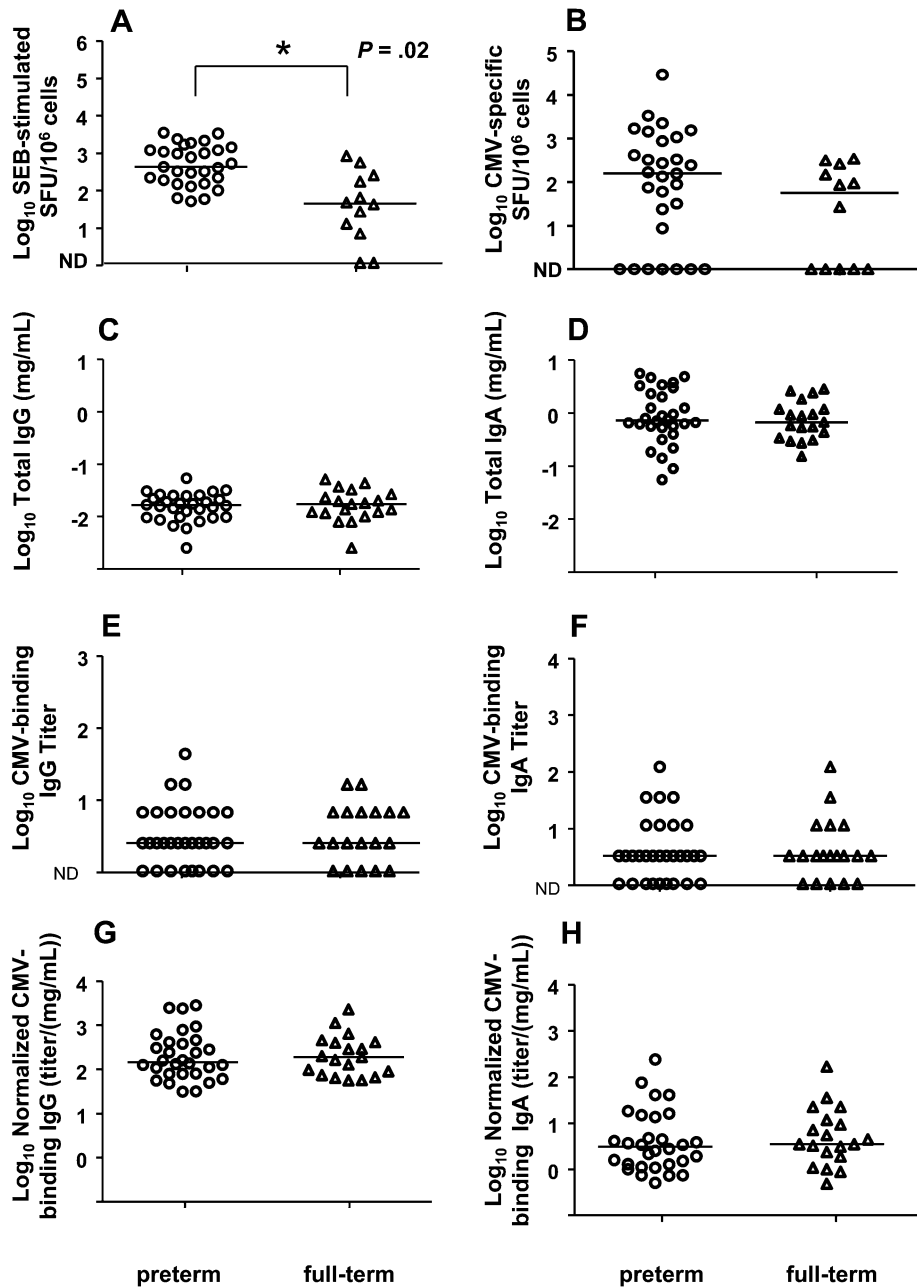 A
Log₁₀ SEB-stimulated
SFU/10⁶ cells
6
5
4
3
2
1
ND
*
P = .02
B
Log₁₀ CMV-specific
SFU/10⁶ cells
5
4
3
2
1
ND
C
Log₁₀ Total IgG (mg/mL)
1
0
-1
-2
D
Log₁₀ Total IgA (mg/mL)
1
0
-1
-2
E
Log₁₀ CMV-binding
IgG Titer
3
2
1
ND
F
Log₁₀ CMV-binding
IgA Titer
4
3
2
1
ND
G
Log₁₀ Normalized CMV-
binding IgG (titer/(mg/mL))
4
3
2
1
0
H
Log₁₀ Normalized CMV-
binding IgA (titer/(mg/mL))
4
3
2
1
0
preterm
full-term
preterm
full-term